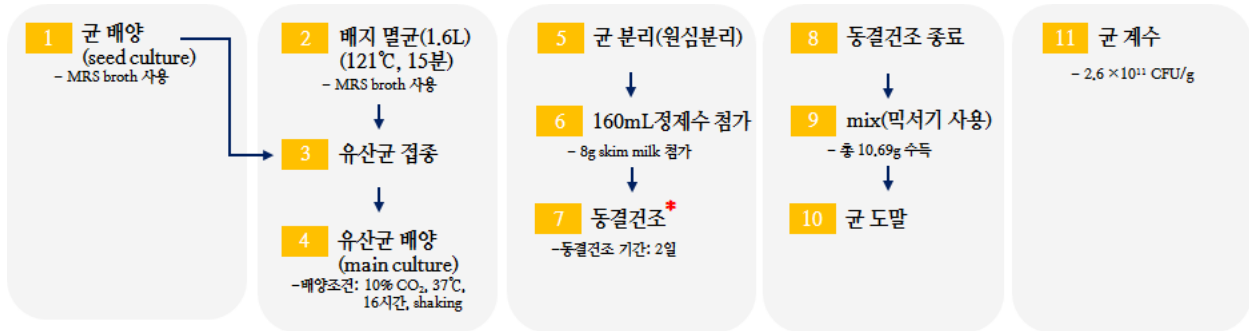 1 균 배양
(seed culture)
- MRS broth 사용
2 배지 멸균(1.6L)
(121℃, 15분)
- MRS broth 사용
3 유산균 접종
4 유산균 배양
(main culture)
-배양조건: 10% CO₂, 37℃,
16시간, shaking
5 균 분리(원심분리)
6 160mL정제수 첨가
- 8g skim milk 첨가
7 동결건조*
-동결건조 기간: 2일
8 동결건조 종료
9 mix(믹서기 사용)
- 총 10.69g 수득
10 균 도말
11 균 계수
- 2.6 ×10¹¹ CFU/g